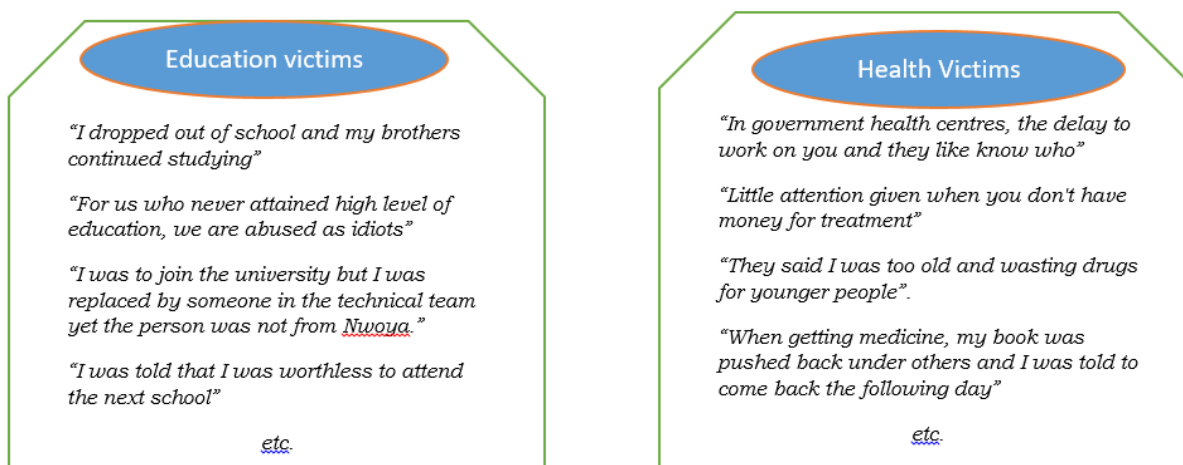 Education victims
“I dropped out of school and my brothers
continued studying”
“For us who never attained high level of
education, we are abused as idiots”
“I was to join the university but I was
replaced by someone in the technical team
yet the person was not from Nwoya.”
“I was told that I was worthless to attend
the next school”
etc.
Health Victims
“In government health centres, the delay to
work on you and they like know who”
“Little attention given when you don't have
money for treatment”
“They said I was too old and wasting drugs
for younger people”.
“When getting medicine, my book was
pushed back under others and I was told to
come back the following day”
etc.